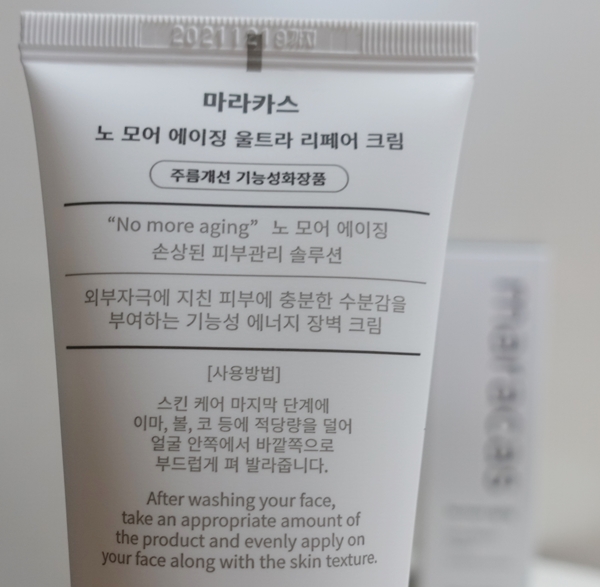 마라카스
노 모어 에이징 울트라 리페어 크림
주름개선 기능성화장품
“No more aging” 노 모어 에이징
손상된 피부관리 솔루션
외부자극에 지친 피부에 충분한 수분감을
부여하는 기능성 에너지 장벽 크림
[사용방법]
스킨 케어 마지막 단계에
이마, 볼, 코 등에 적당량을 덜어
얼굴 안쪽에서 바깥쪽으로
부드럽게 펴 발라줍니다.
After washing your face,
take an appropriate amount of
the product and evenly apply on
your face along with the skin texture.
maracas